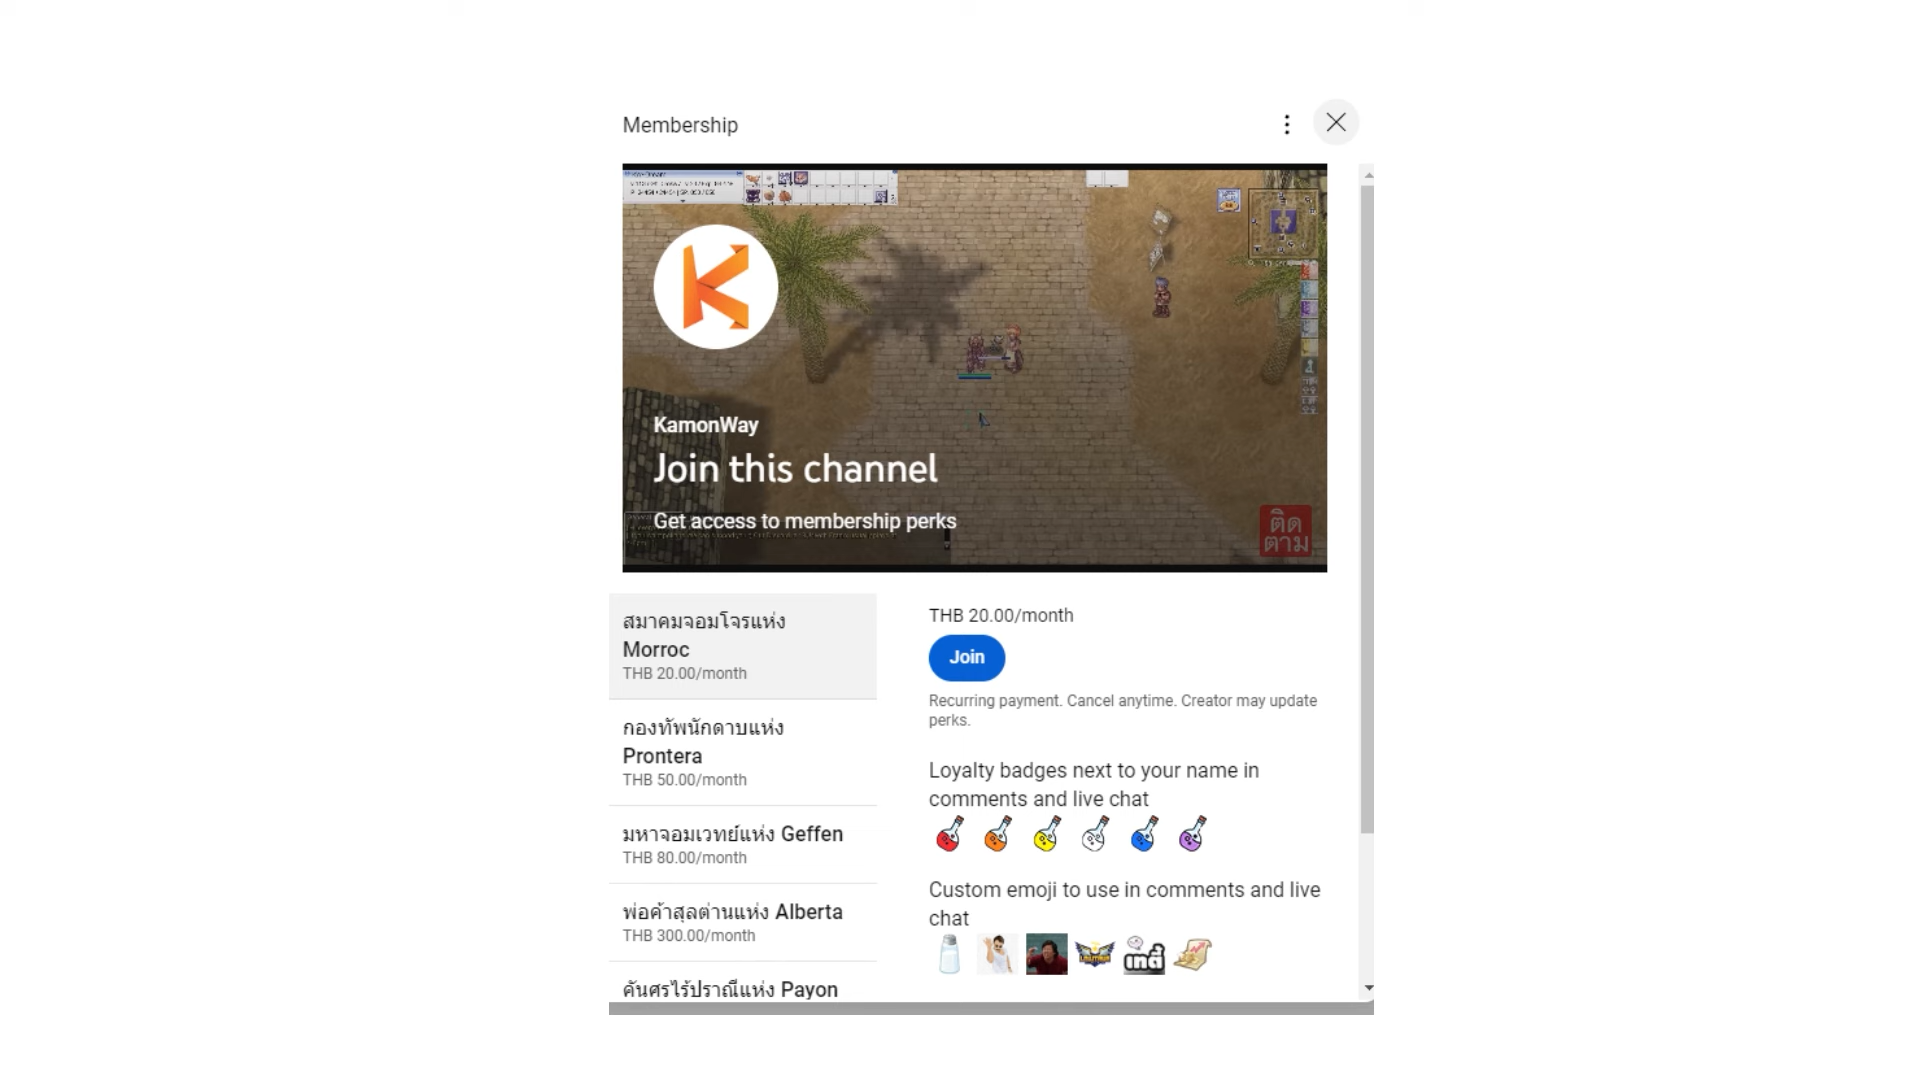 Membership
KamonWay
Join this channel
Get access to membership perks
ติด
ตาม
สมาคมจอมโจรแห่ง
Morroc
THB 20.00/month
กองทัพนักดาบแห่ง
Prontera
THB 50.00/month
มหาจอมเวทย์แห่ง Geffen
THB 80.00/month
พ่อค้าสุลต่านแห่ง Alberta
THB 300.00/month
คันศรไร้ปราณีแห่ง Payon
THB 20.00/month
Join
Recurring payment. Cancel anytime. Creator may update
perks.
Loyalty badges next to your name in
comments and live chat
Custom emoji to use in comments and live
chat